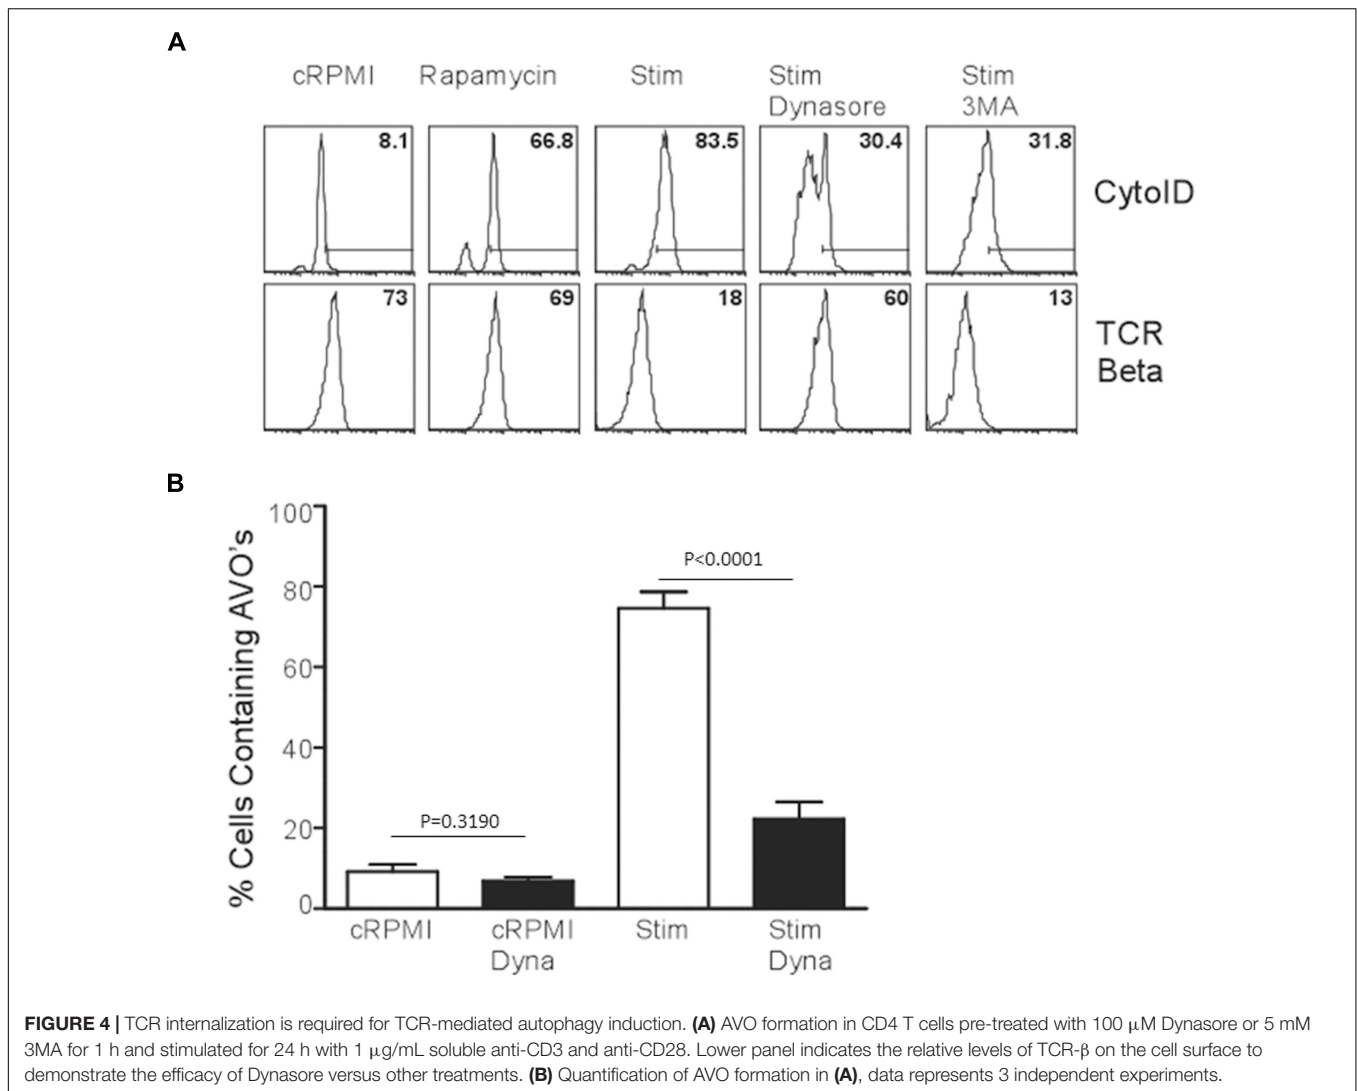 A
cRPMI Rapamycin Stim Stim Stim
Dynasore 3MA
8.1 66.8 83.5 30.4 31.8
CytoID
73 69 18 60 13
TCR
Beta
B
% Cells Containing AVO's
100
80
60
40
20
0
P<0.0001
P=0.3190
cRPMI cRPMI Stim Stim
Dyna Dyna
FIGURE 4 | TCR internalization is required for TCR-mediated autophagy induction. (A) AVO formation in CD4 T cells pre-treated with 100 μM Dynasore or 5 mM
3MA for 1 h and stimulated for 24 h with 1 μg/mL soluble anti-CD3 and anti-CD28. Lower panel indicates the relative levels of TCR-β on the cell surface to
demonstrate the efficacy of Dynasore versus other treatments. (B) Quantification of AVO formation in (A), data represents 3 independent experiments.